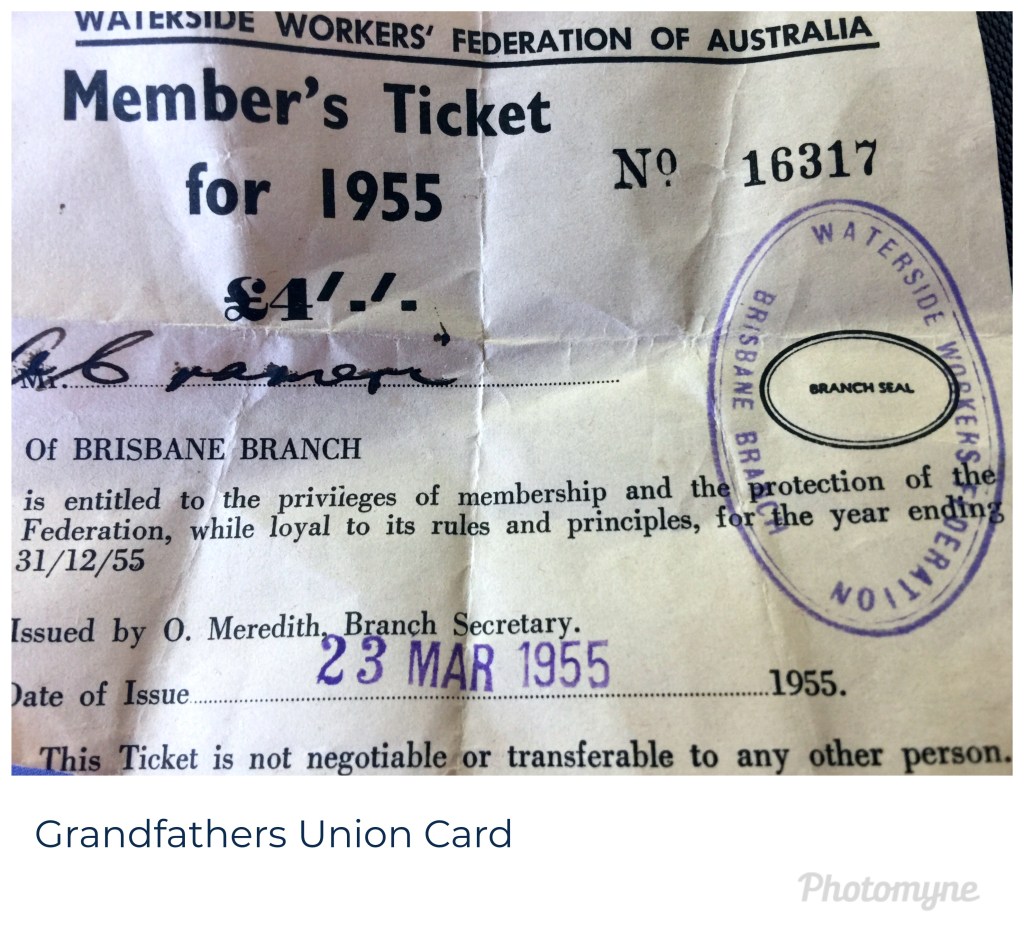 WATERSIDE WORKERS' FEDERATION OF AUSTRALIA
Member's Ticket
for 1955
No 16317
£4/-/-
Mr.
WATERSIDE WORKERS FEDERATION
BRISBANE BRANCH
BRANCH SEAL
Of BRISBANE BRANCH
is entitled to the privileges of membership and the protection of the
Federation, while loyal to its rules and principles, for the year ending
31/12/55
Issued by O. Meredith, Branch Secretary.
23 MAR 1955
Date of Issue 1955.
This Ticket is not negotiable or transferable to any other person.
Grandfathers Union Card
Photomyne